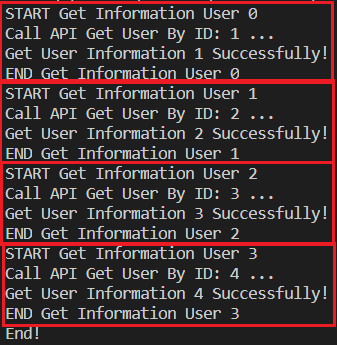 START Get Information User 0
Call API Get User By ID: 1 ...
Get User Information 1 Successfully!
END Get Information User 0
START Get Information User 1
Call API Get User By ID: 2 ...
Get User Information 2 Successfully!
END Get Information User 1
START Get Information User 2
Call API Get User By ID: 3 ...
Get User Information 3 Successfully!
END Get Information User 2
START Get Information User 3
Call API Get User By ID: 4 ...
Get User Information 4 Successfully!
END Get Information User 3
End!